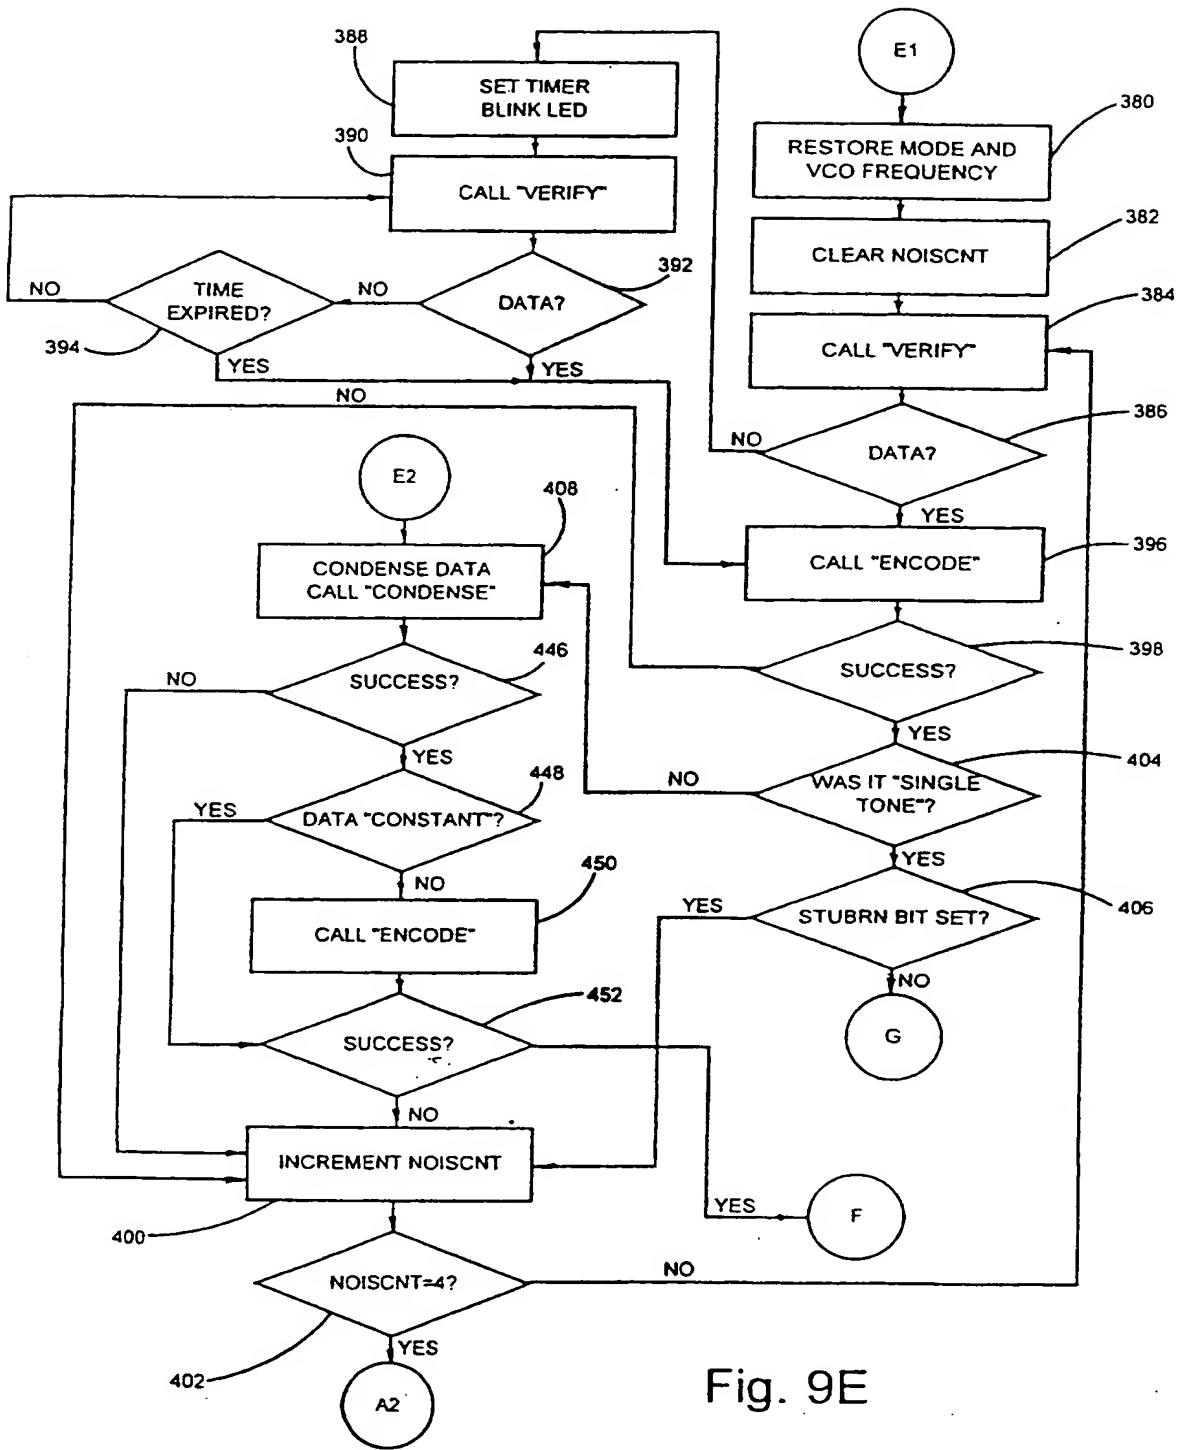 388
E1
SET TIMER
BLINK LED
380
390
RESTORE MODE AND
VCO FREQUENCY
CALL "VERIFY"
382
CLEAR NOISCNT
392
384
NO
TIME
EXPIRED?
NO
DATA?
CALL "VERIFY"
394
YES
YES
NO
386
NO
DATA?
E2
408
YES
396
CONDENSE DATA
CALL "CONDENSE"
CALL "ENCODE"
446
398
NO
SUCCESS?
SUCCESS?
YES
YES
448
404
NO
WAS IT "SINGLE
TONE"?
YES
DATA "CONSTANT"?
450
YES
NO
YES
406
STUBRN BIT SET?
CALL "ENCODE"
NO
452
G
SUCCESS?
NO
INCREMENT NOISCNT
YES
F
400
NOISCNT=4?
NO
YES
402
A2
Fig. 9E